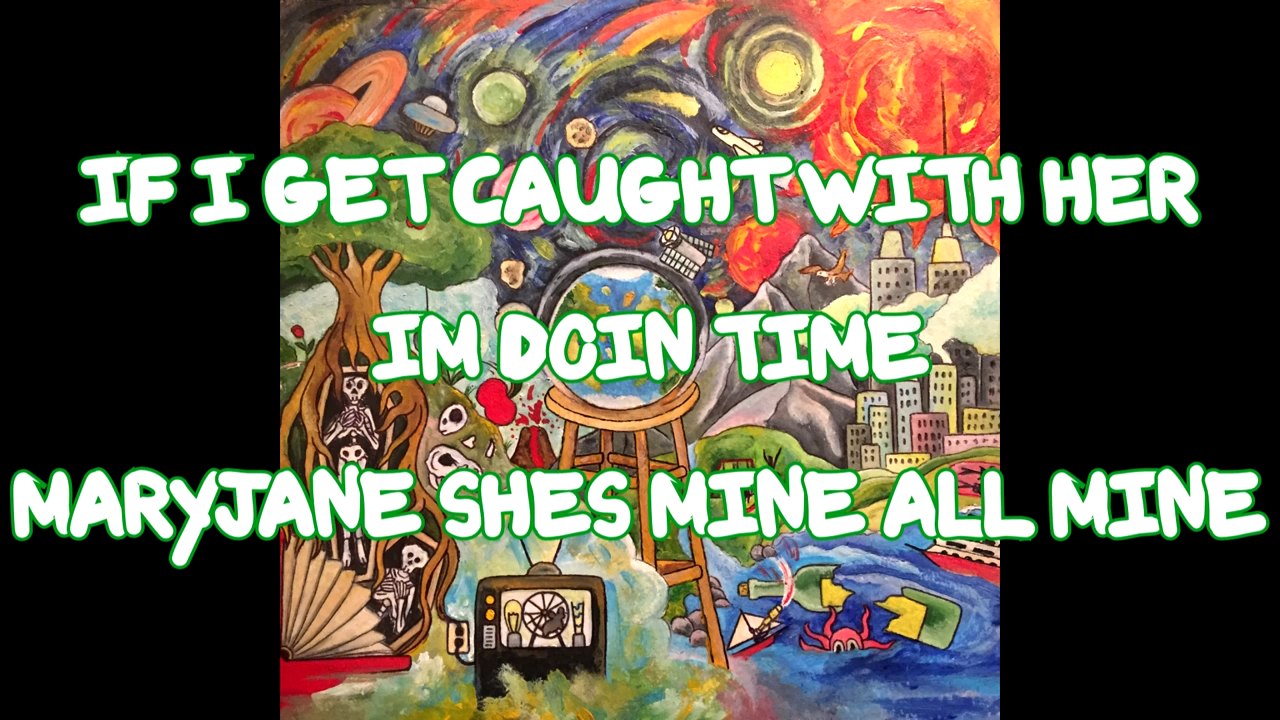 IF I GET CAUGHT WITH HER
IM DOIN TIME
MARYJANE SHES MINE ALL MINE